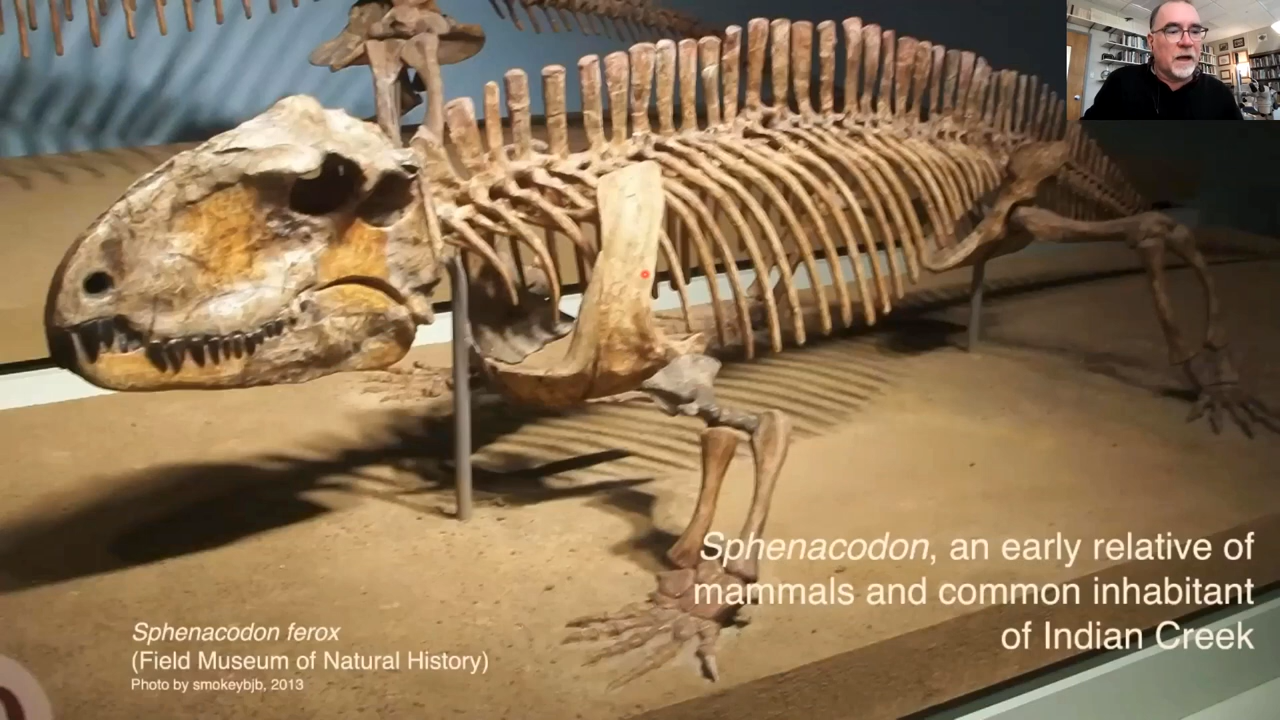 Sphenacodon, an early relative of
mammals and common inhabitant
of Indian Creek
Sphenacodon ferox
(Field Museum of Natural History)
Photo by smokeybjb, 2013